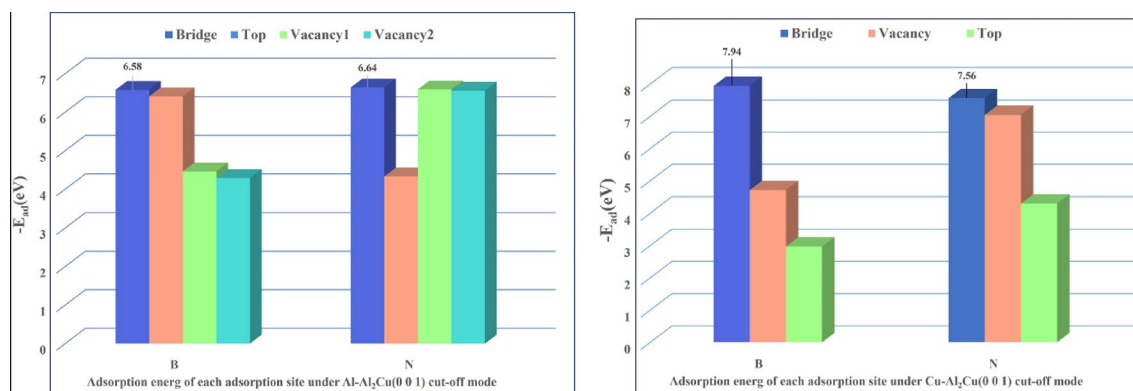 Bridge Top Vacancy1 Vacancy2
6.58
6.64
7
6
5
4
3
2
1
0
-E_ad(eV)
B N
Adsorption energ of each adsorption site under Al-Al₂Cu(0 0 1) cut-off mode
Bridge Vacancy Top
7.94
7.56
8
7
6
5
4
3
2
1
0
-E_ad(eV)
B N
Adsorption energ of each adsorption site under Cu-Al₂Cu(0 0 1) cut-off mode